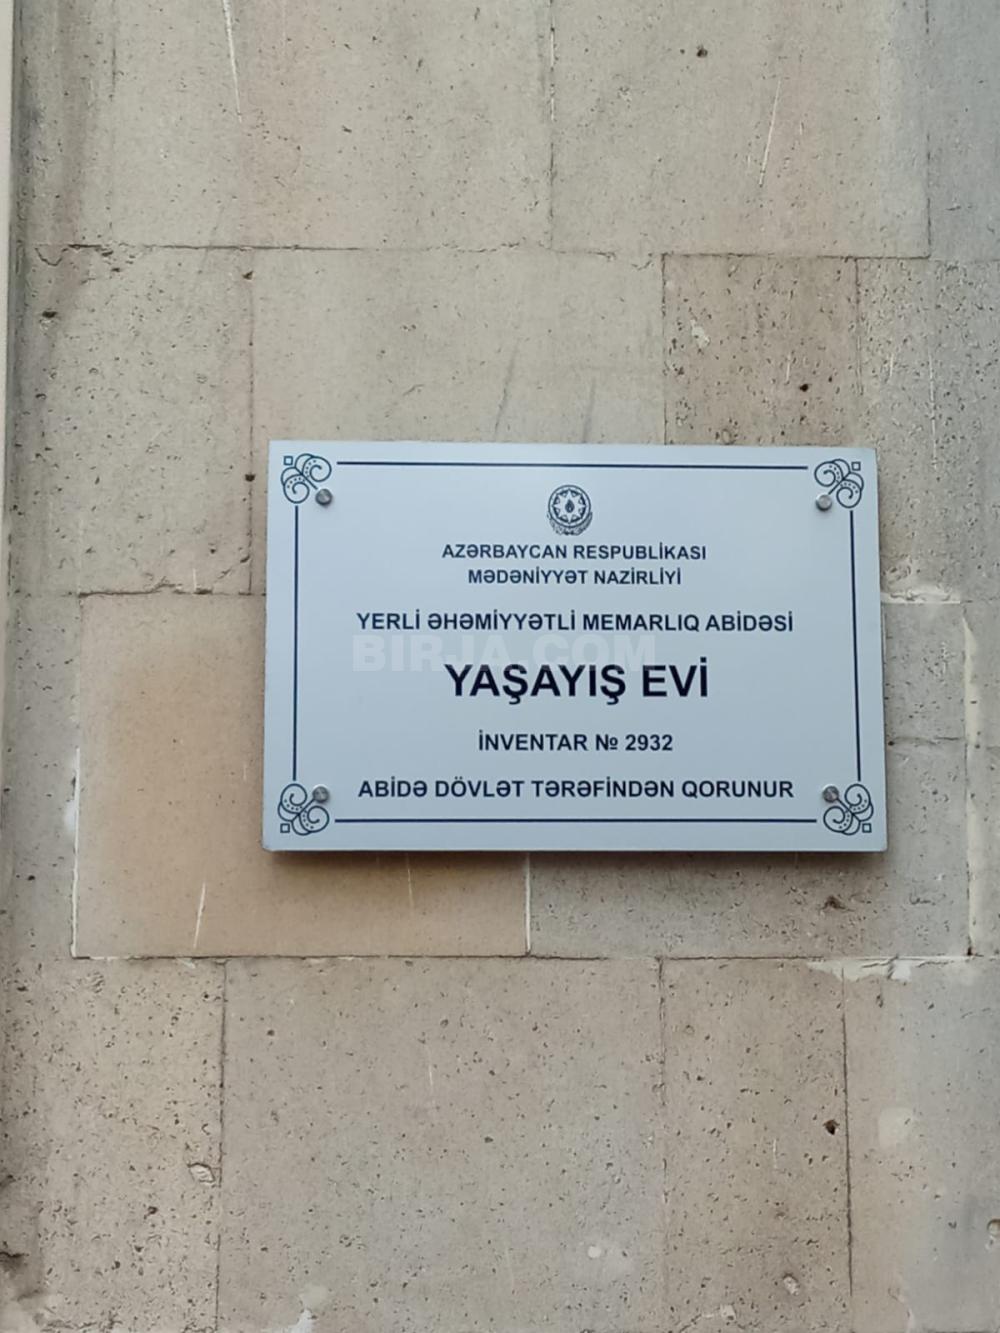 AZƏRBAYCAN RESPUBLİKASI
MƏDƏNİYYƏT NAZİRLİYİ
YERLİ ƏHƏMİYYƏTLİ MEMARLIQ ABİDƏSİ
BIRJA.COM
YAŞAYIŞ EVİ
İNVENTAR № 2932
ABİDƏ DÖVLƏT TƏRƏFİNDƏN QORUNUR